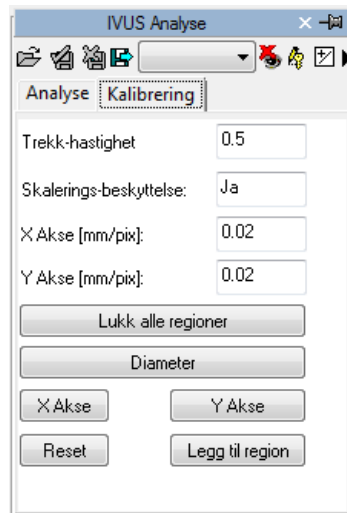 IVUS Analyse
Analyse Kalibrering
Trekk-hastighet 0.5
Skalerings-beskyttelse: Ja
X Akse [mm/pix]: 0.02
Y Akse [mm/pix]: 0.02
Lukk alle regioner
Diameter
X Akse Y Akse
Reset Legg til region